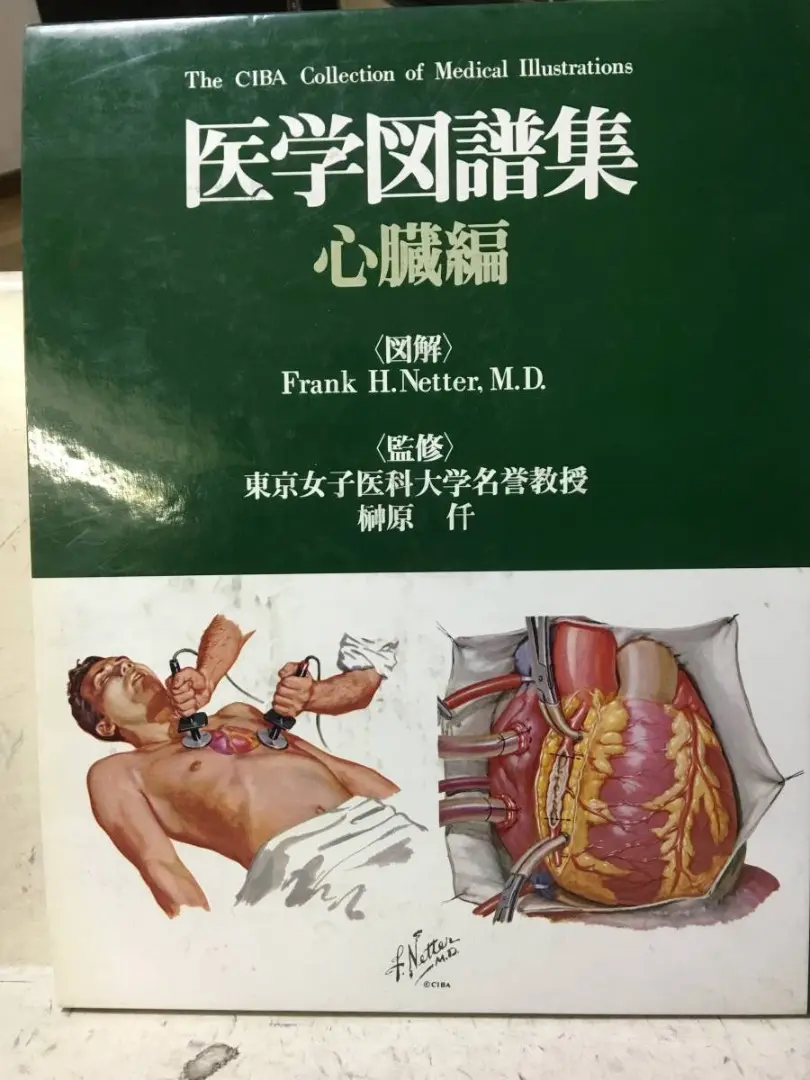 The CIBA Collection of Medical Illustrations
医学図譜集
心臓編
〈図解〉
Frank H. Netter, M.D.
〈監修〉
東京女子医科大学名誉教授
榊原 仟
F. Netter
M.D.
©CIBA